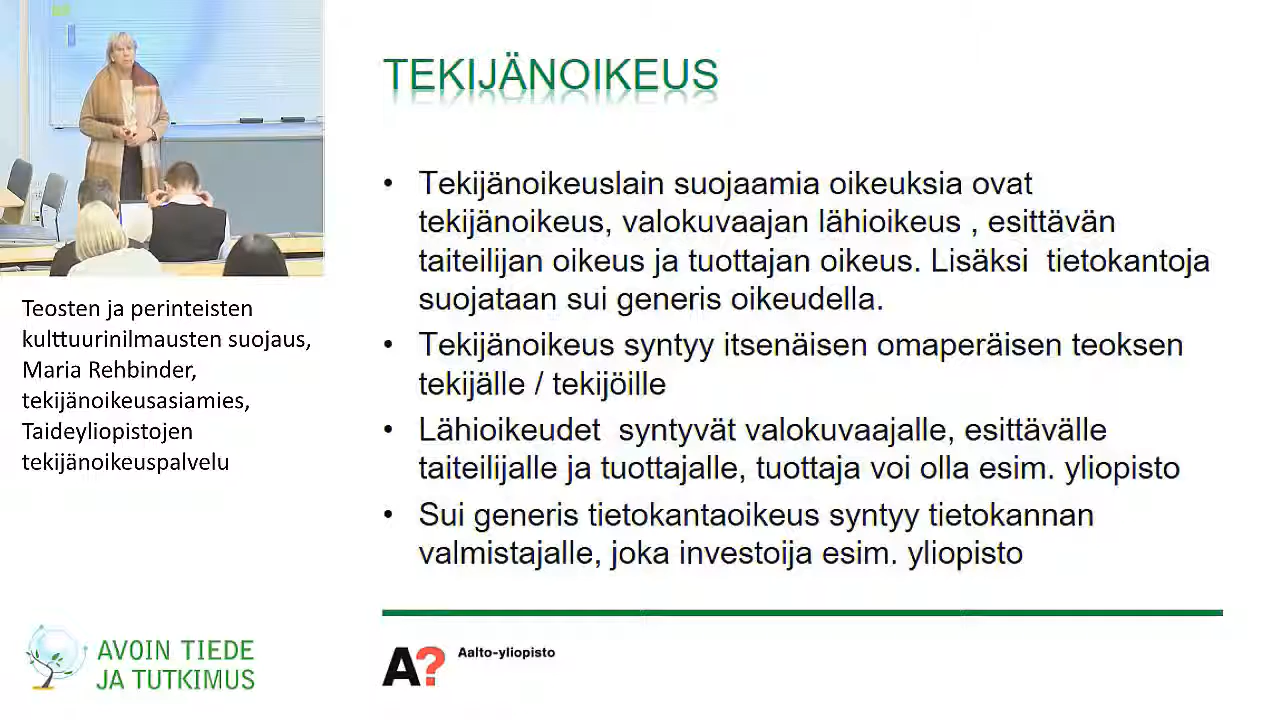 TEKIJÄNOIKEUS
• Tekijänoikeuslain suojaamia oikeuksia ovat
tekijänoikeus, valokuvaajan lähioikeus , esittävän
taiteilijan oikeus ja tuottajan oikeus. Lisäksi tietokantoja
suojataan sui generis oikeudella.
• Tekijänoikeus syntyy itsenäisen omaperäisen teoksen
tekijälle / tekijöille
• Lähioikeudet syntyvät valokuvaajalle, esittävälle
taiteilijalle ja tuottajalle, tuottaja voi olla esim. yliopisto
• Sui generis tietokantaoikeus syntyy tietokannan
valmistajalle, joka investoija esim. yliopisto
Teosten ja perinteisten
kulttuurinilmausten suojaus,
Maria Rehbinder,
tekijänoikeusasiamies,
Taideyliopistojen
tekijänoikeuspalvelu
AVOIN TIEDE
JA TUTKIMUS
A?
Aalto-yliopisto